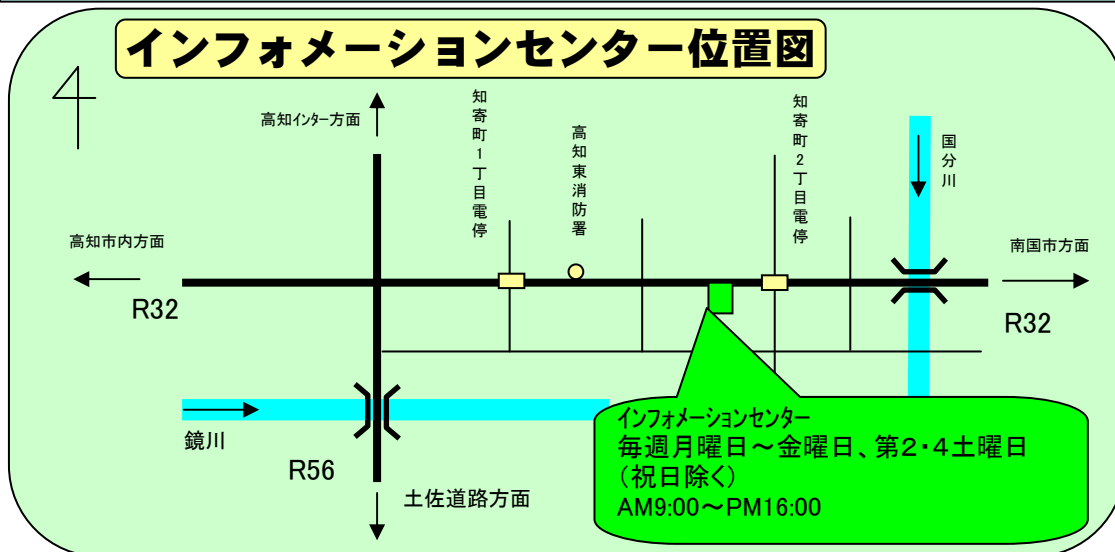 インフォメーションセンター位置図
高知インター方面
知寄町1丁目電停
高知東消防署
知寄町2丁目電停
国分川
高知市内方面
南国市方面
R32
R32
鏡川
R56
土佐道路方面
インフォメーションセンター
毎週月曜日～金曜日、第2・4土曜日
(祝日除く)
AM9:00～PM16:00